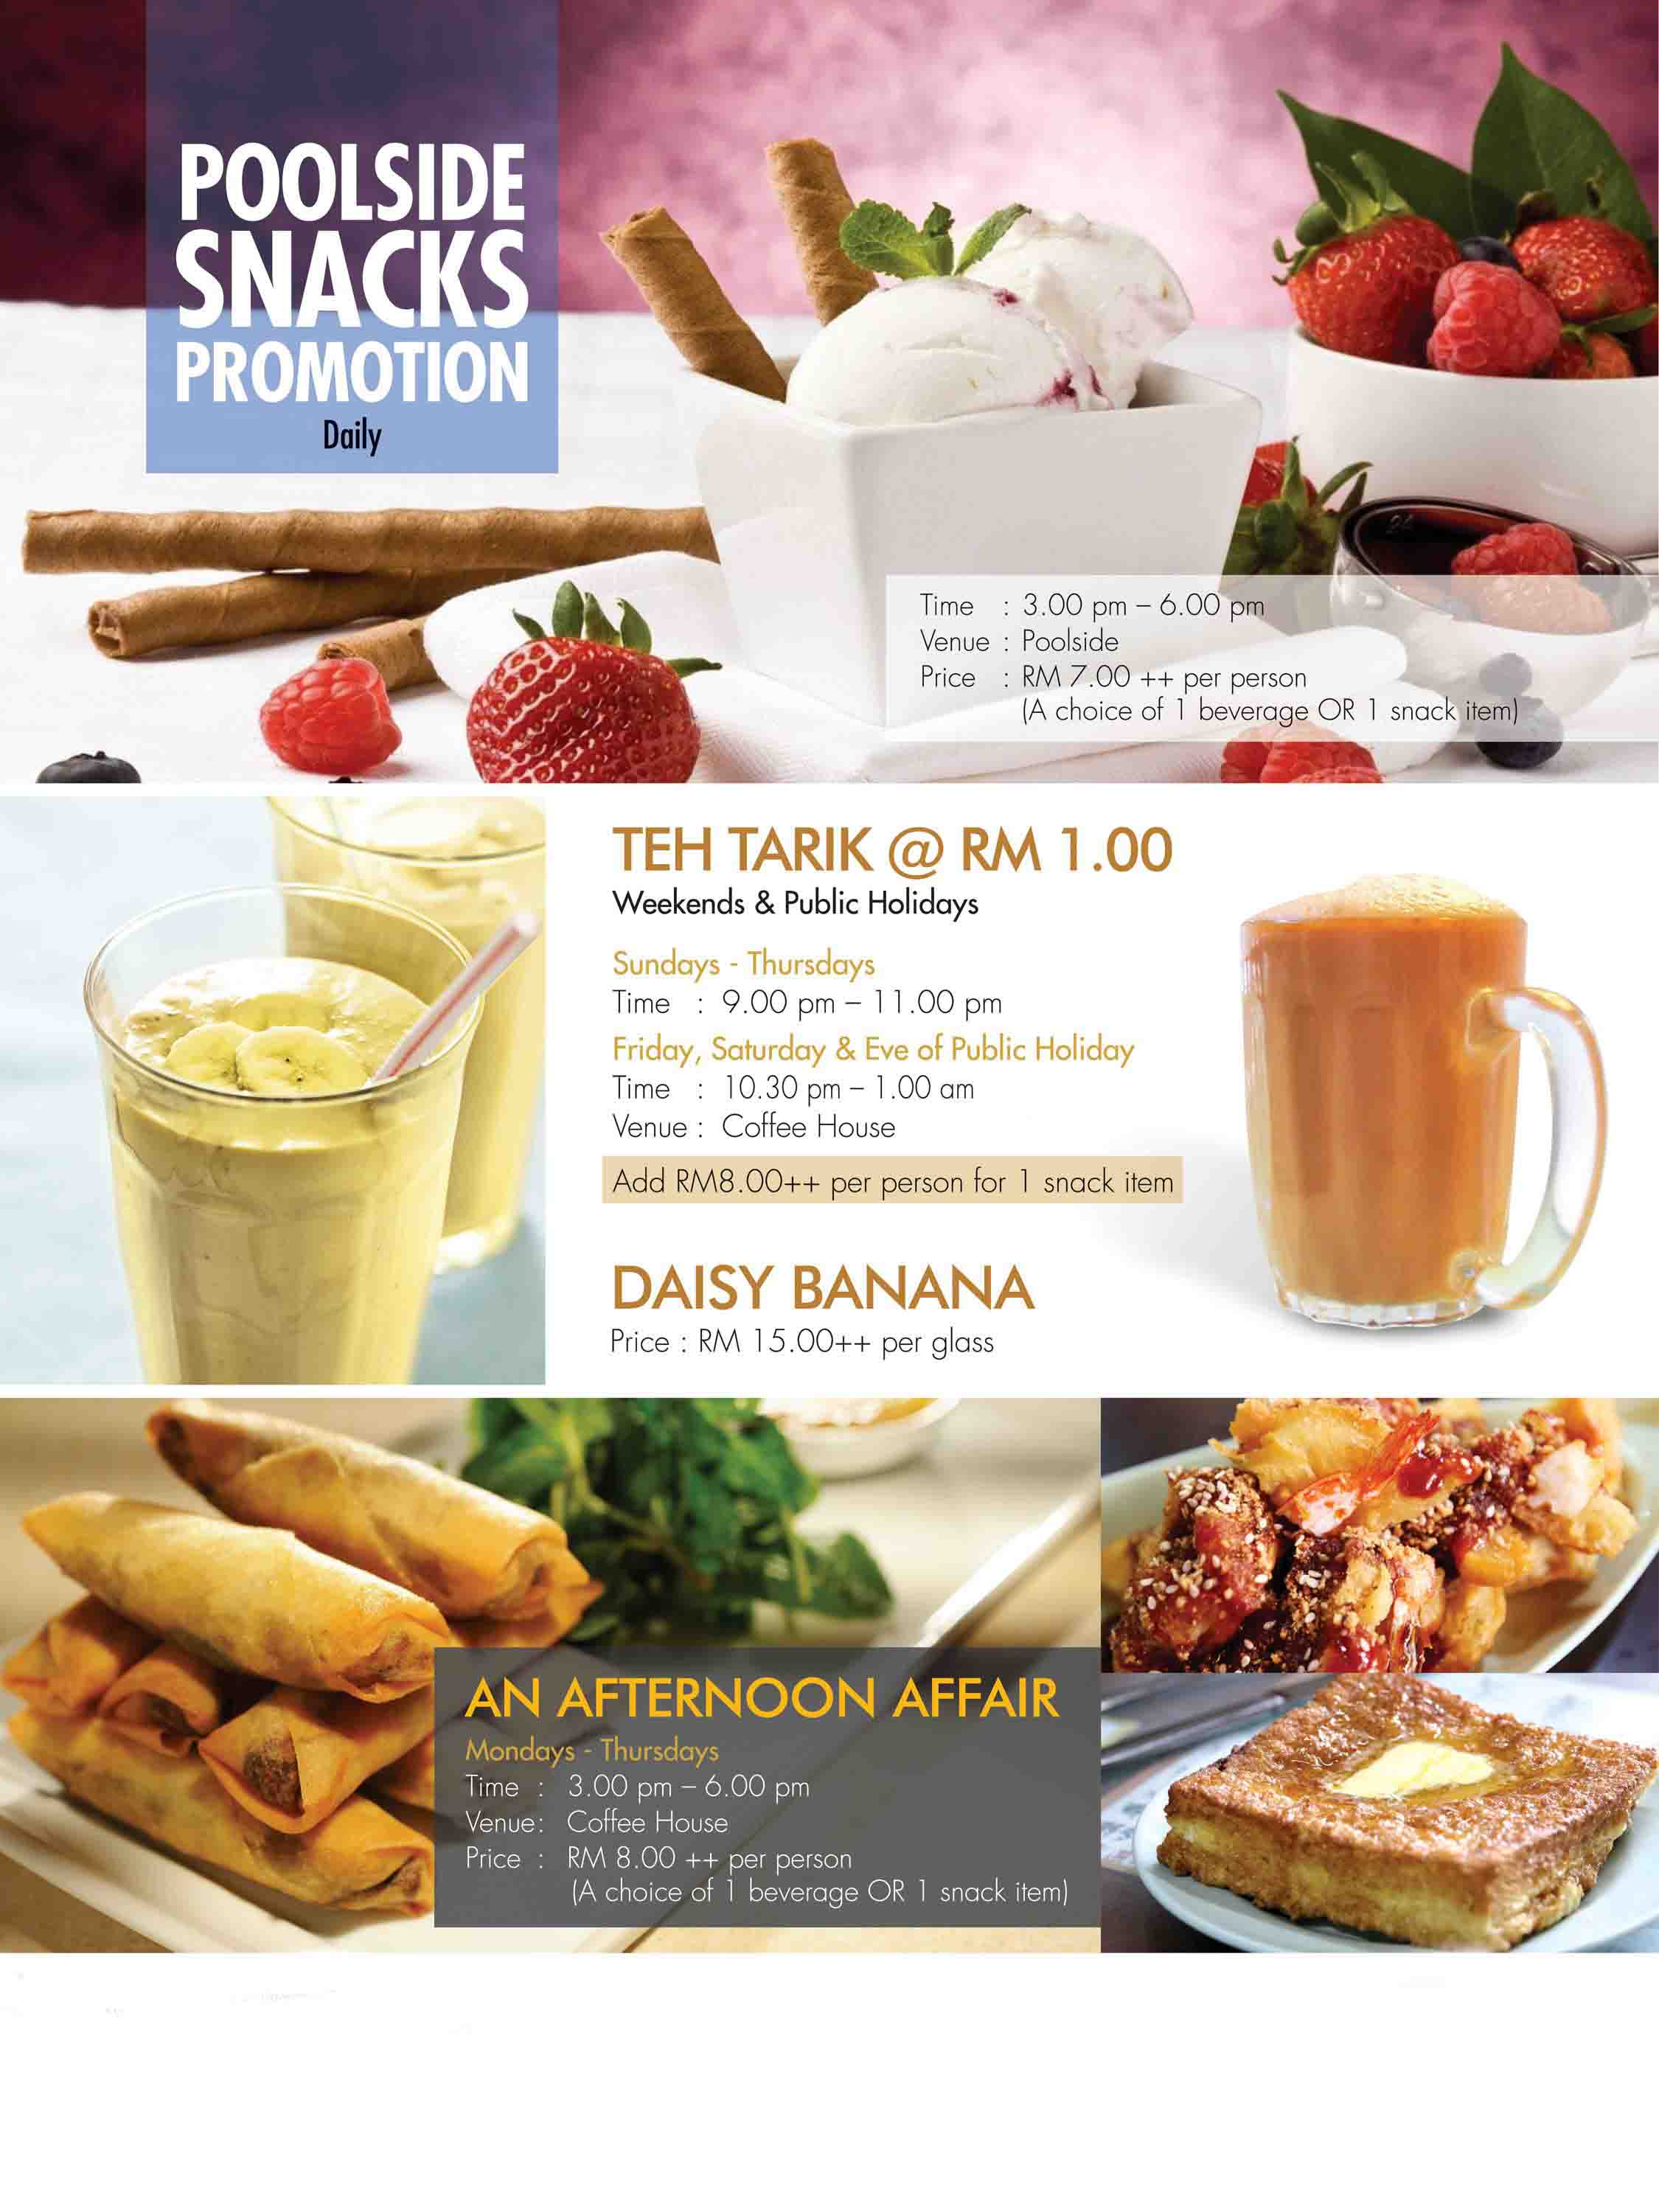 POOLSIDE
SNACKS
PROMOTION
Daily
Time : 3.00 pm – 6.00 pm
Venue : Poolside
Price : RM 7.00 ++ per person
(A choice of 1 beverage OR 1 snack item)
TEH TARIK @ RM 1.00
Weekends & Public Holidays
Sundays - Thursdays
Time : 9.00 pm – 11.00 pm
Friday, Saturday & Eve of Public Holiday
Time : 10.30 pm – 1.00 am
Venue : Coffee House
Add RM8.00++ per person for 1 snack item
DAISY BANANA
Price : RM 15.00++ per glass
AN AFTERNOON AFFAIR
Mondays - Thursdays
Time : 3.00 pm – 6.00 pm
Venue: Coffee House
Price : RM 8.00 ++ per person
(A choice of 1 beverage OR 1 snack item)